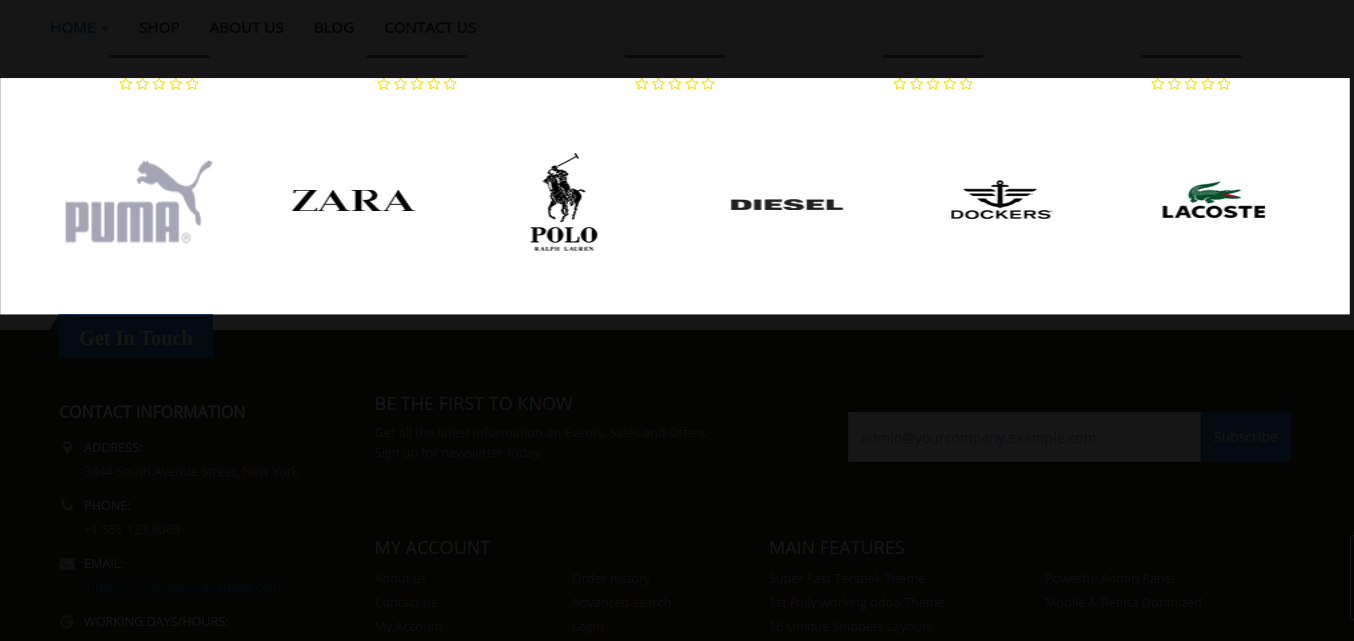 HOME SHOP ABOUT US BLOG CONTACT US
PUMA®
ZARA
POLO
RALPH LAUREN
DIESEL
DOCKERS
LACOSTE
Get In Touch
CONTACT INFORMATION
ADDRESS:
3444 South Avenue Street, New York
PHONE:
+1 555 123 8069
EMAIL:
WORKING DAYS/HOURS:
BE THE FIRST TO KNOW
Get all the latest information on Events, Sales and Offers.
Sign up for newsletter today.
admin@yourcompany.example.com Subscribe
MY ACCOUNT
About us Order history
Contact us Advanced search
My Account Login
MAIN FEATURES
Super Fast Tecspek Theme Powerful Admin Panel
1st Fully working odoo Theme Mobile & Retina Optimized
16 Unique Snippets Layouts